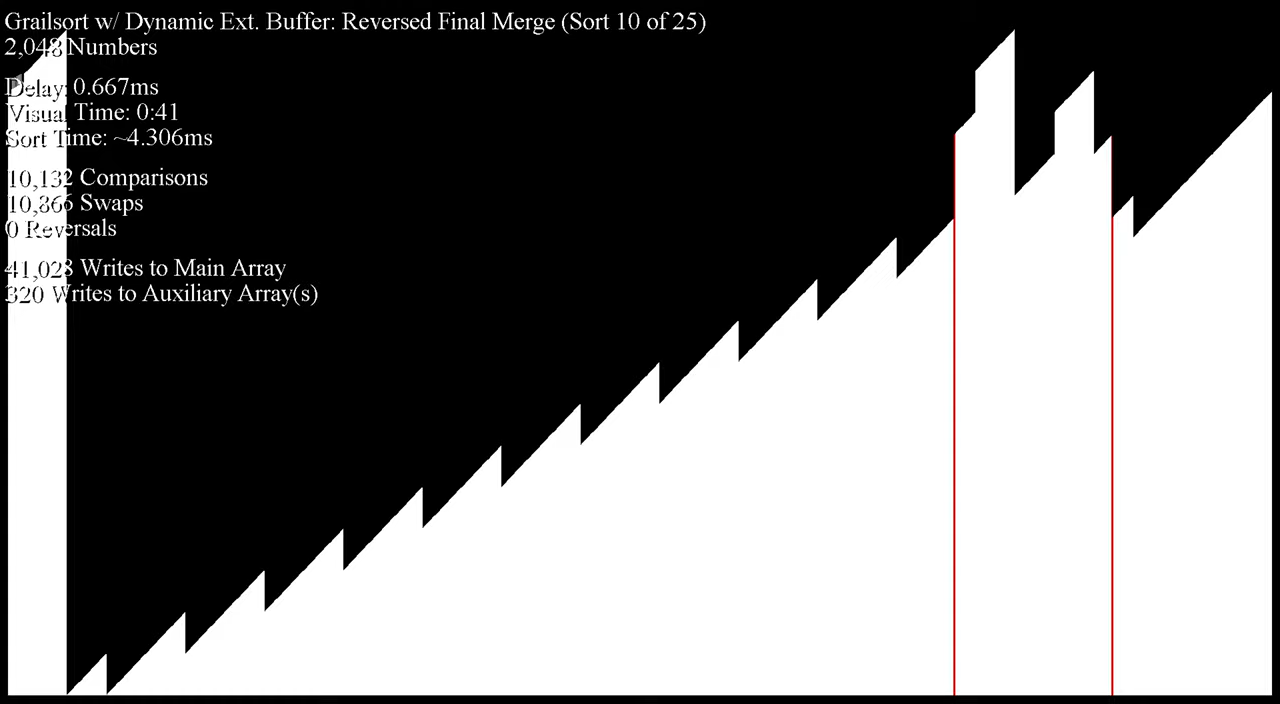 Grailsort w/ Dynamic Ext. Buffer: Reversed Final Merge (Sort 10 of 25)
2,048 Numbers
Delay: 0.667ms
Visual Time: 0:41
Sort Time: ~4.306ms
10,132 Comparisons
10,866 Swaps
0 Reversals
41,028 Writes to Main Array
320 Writes to Auxiliary Array(s)